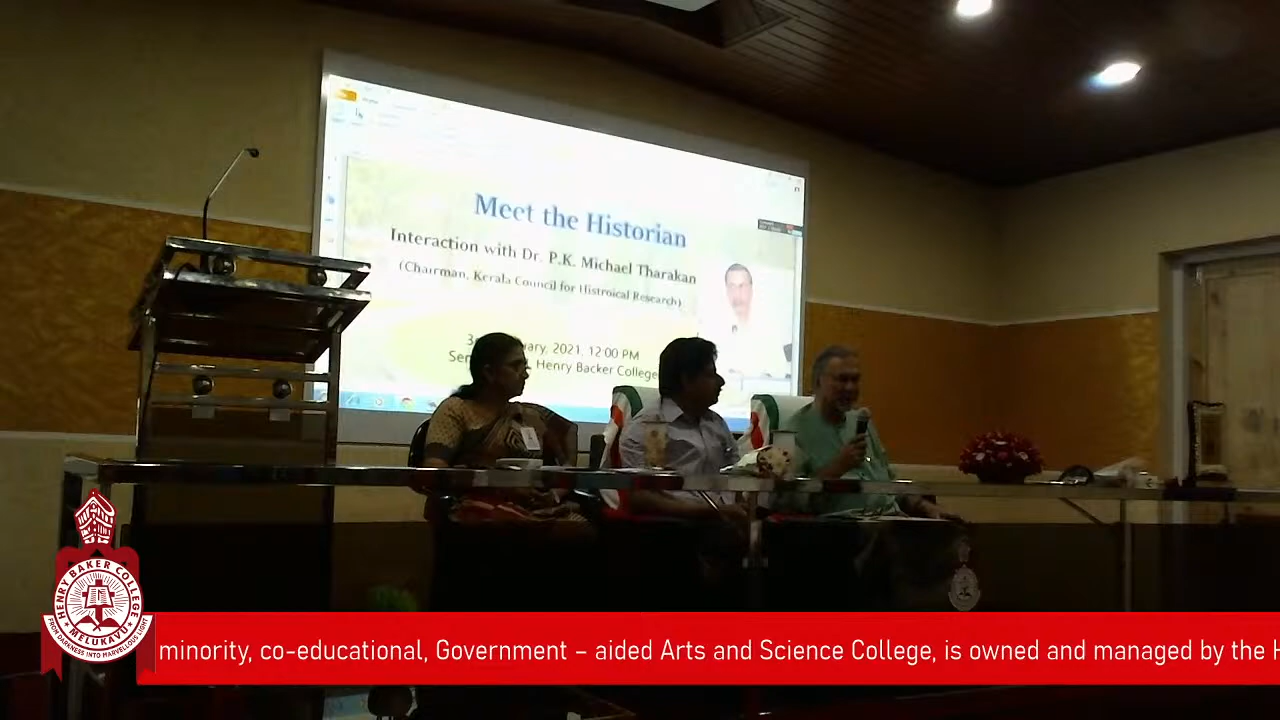 Meet the Historian
Interaction with Dr. P.K. Michael Tharakan
(Chairman, Kerala Council for Histroical Research)
2021, 12:00 PM
Henry Backer College
HENRY BAKER COLLEGE
MELUKAVU
FROM DARKNESS INTO MARVELLOUS LIGHT
minority, co-educational, Government – aided Arts and Science College, is owned and managed by the H